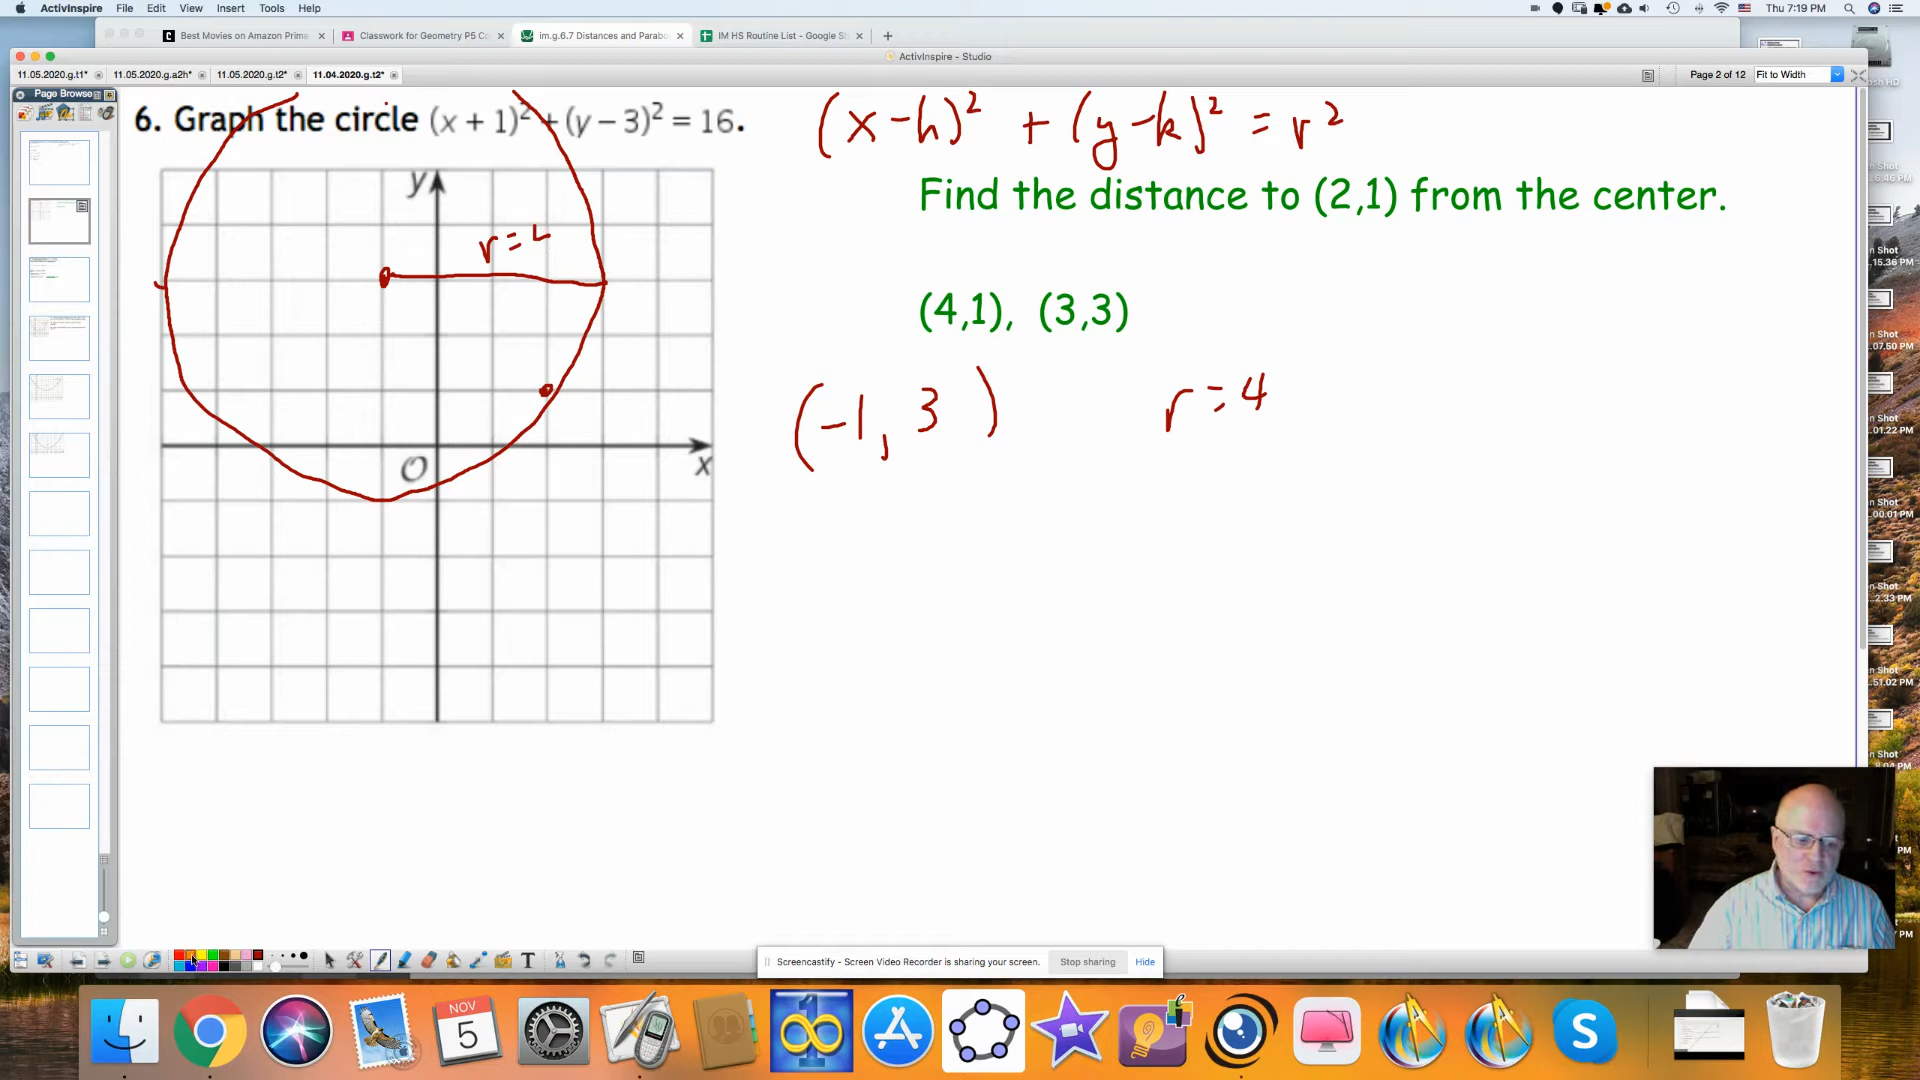 ActivInspire File Edit View Insert Tools Help Thu 7:19 PM
Best Movies on Amazon Prime
Classwork for Geometry P5 Co
im.g.6.7 Distances and Parabo
IM HS Routine List - Google Sh
ActivInspire - Studio
11.05.2020.g.t1*
11.05.2020.g.a2h*
11.05.2020.g.t2*
11.04.2020.g.t2*
Page 2 of 12
Fit to Width
Page Browser
6. Graph the circle (x + 1)² + (y − 3)² = 16.
(x-h)² + (y-k)² = r²
Find the distance to (2,1) from the center.
y
r=4
(4,1), (3,3)
(-1, 3)
r=4
O
x
Screencastify - Screen Video Recorder is sharing your screen.
Stop sharing
Hide
NOV
5